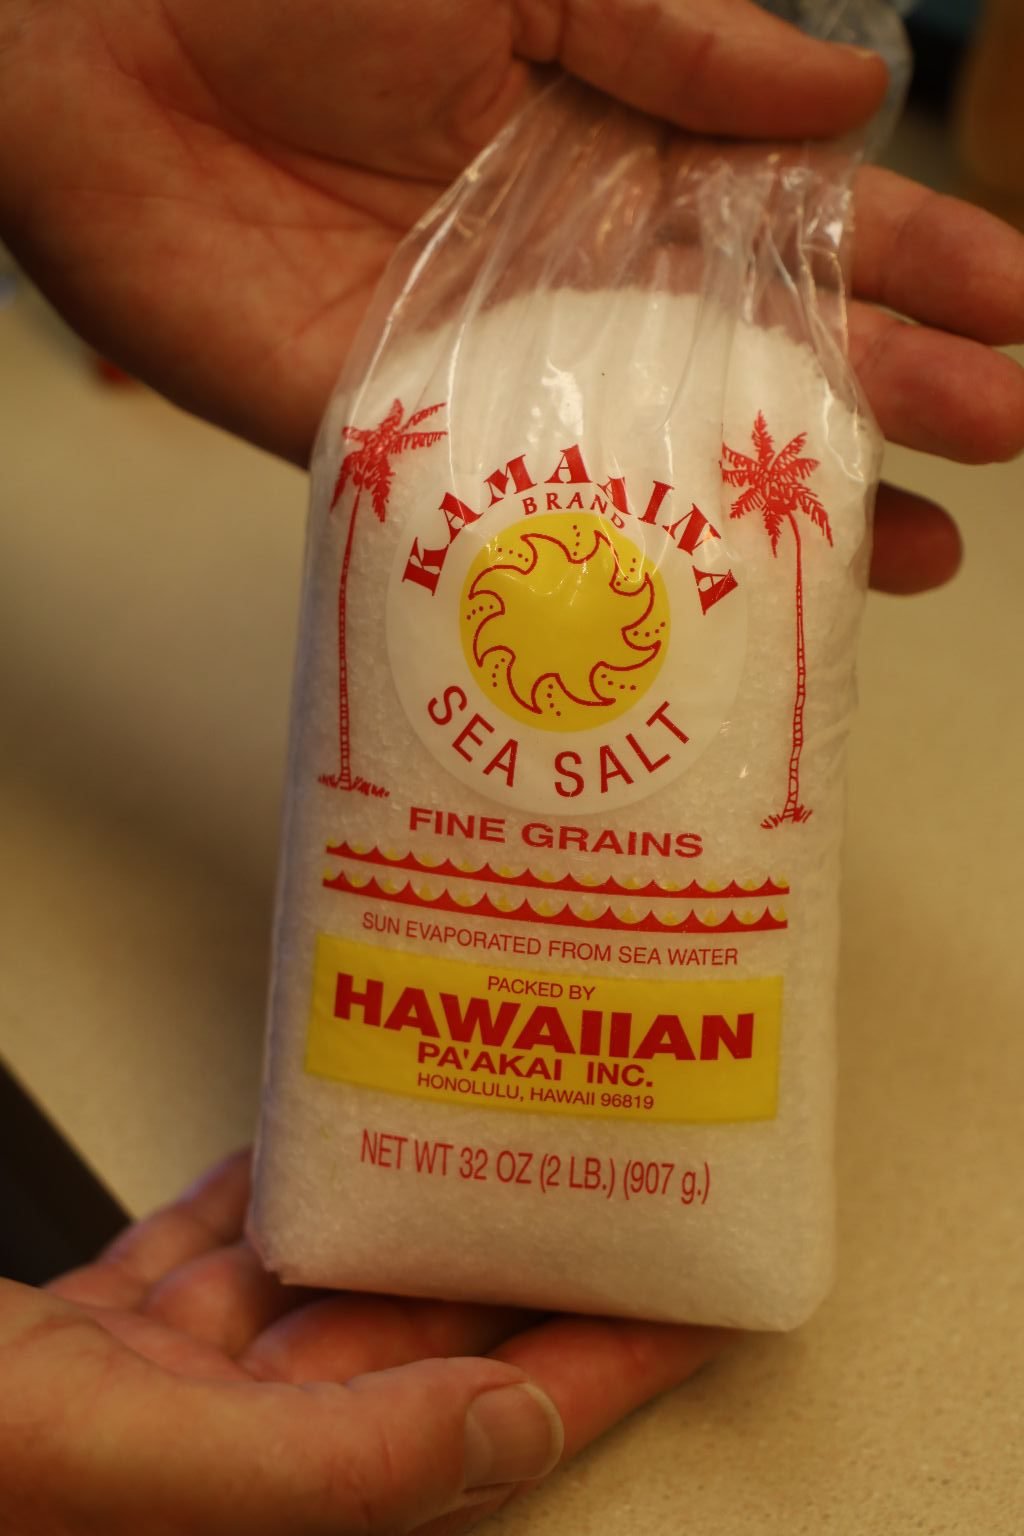 KAMAAINA
BRAND
SEA SALT
FINE GRAINS
SUN EVAPORATED FROM SEA WATER
PACKED BY
HAWAIIAN
PA'AKAI INC.
HONOLULU, HAWAII 96819
NET WT 32 OZ (2 LB.) (907 g.)